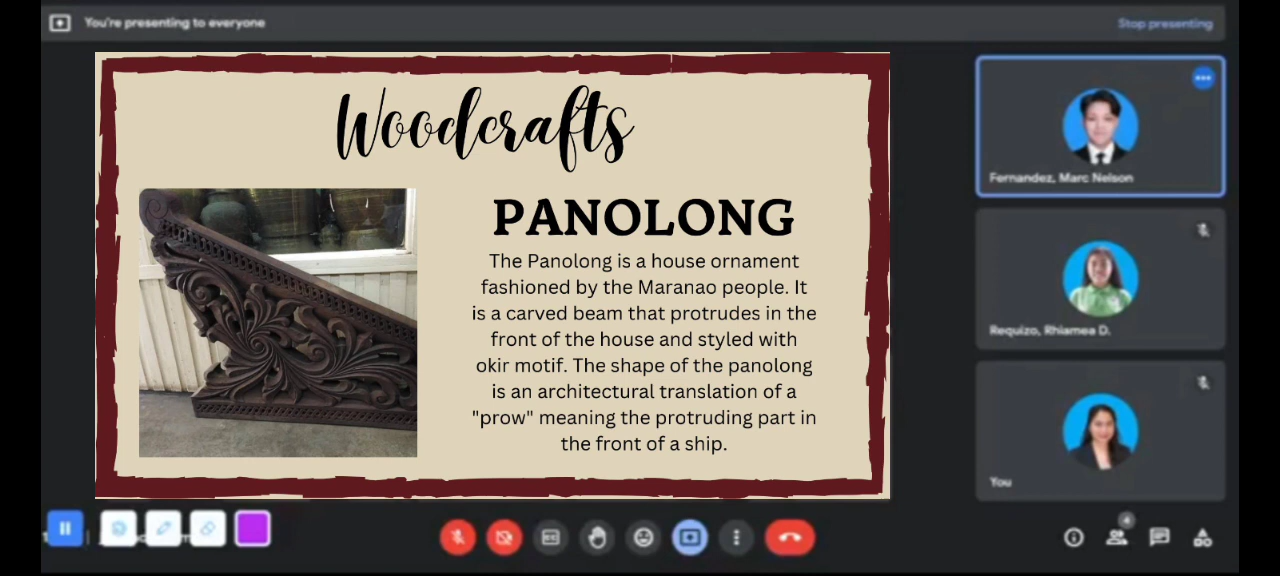 You're presenting to everyone
Stop presenting
Woodcrafts
PANOLONG
The Panolong is a house ornament
fashioned by the Maranao people. It
is a carved beam that protrudes in the
front of the house and styled with
okir motif. The shape of the panolong
is an architectural translation of a
"prow" meaning the protruding part in
the front of a ship.
Fernandez, Marc Nelson
Requizo, Rhiamea D.
You
4